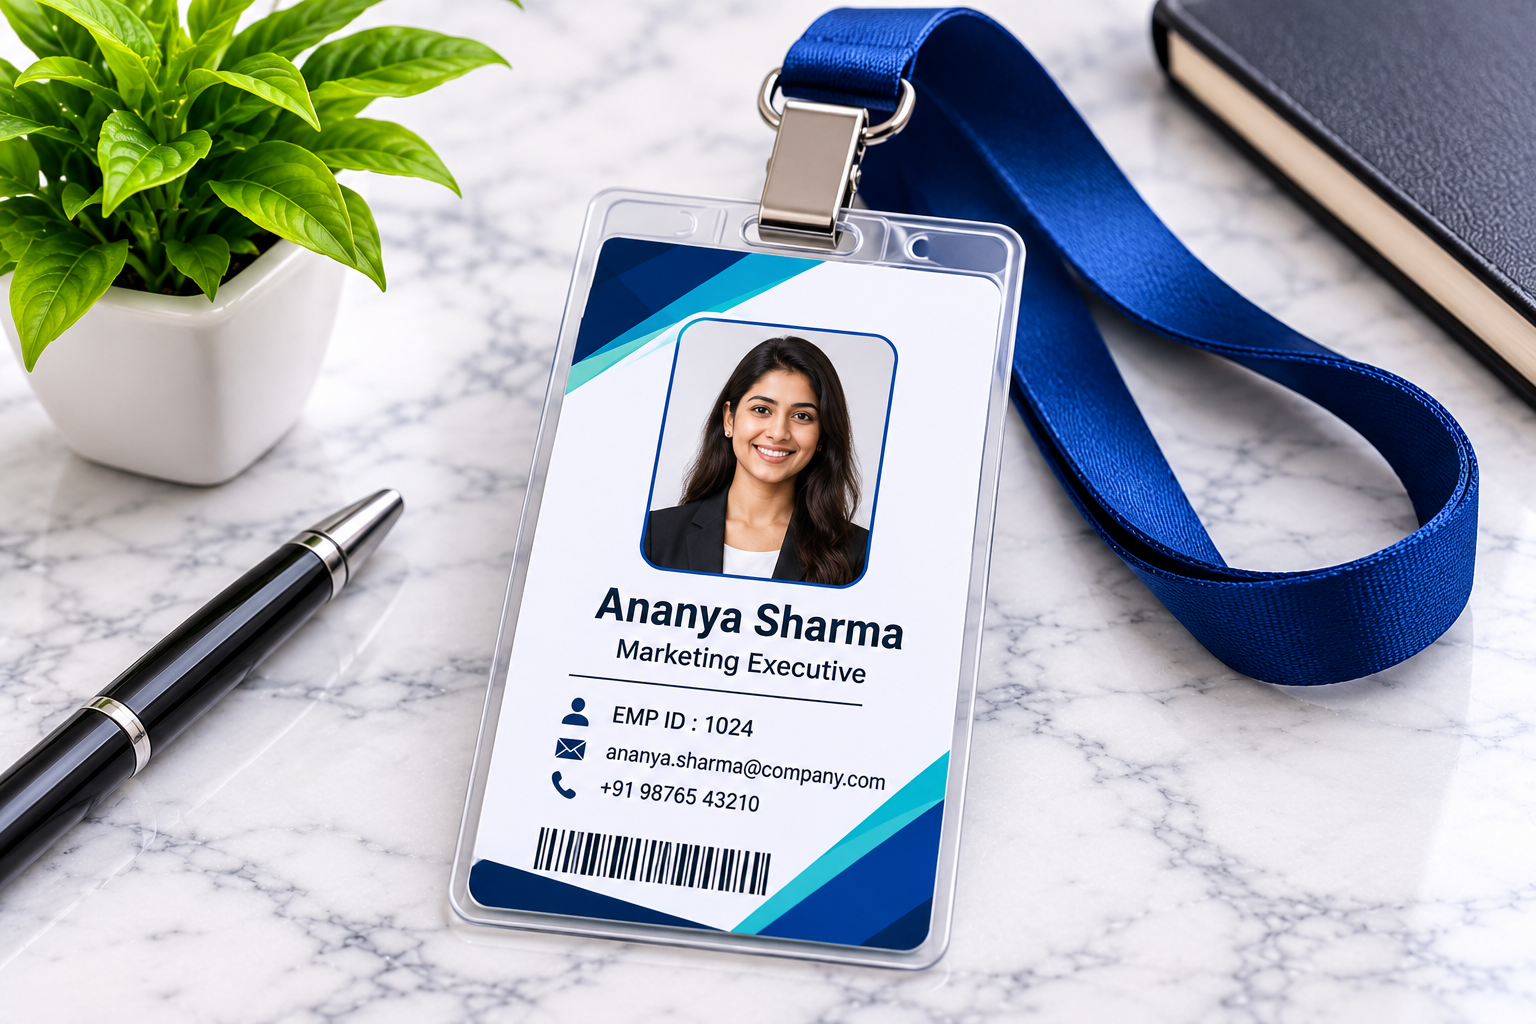 Ananya Sharma
Marketing Executive
EMP ID : 1024
ananya.sharma@company.com
+91 98765 43210